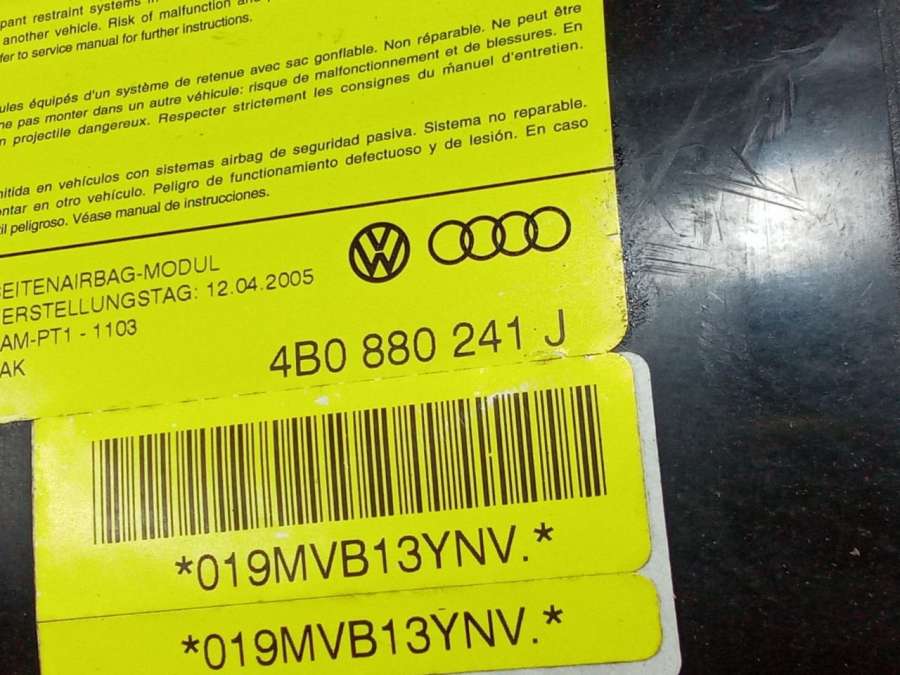 pant restraint systems in
another vehicle. Risk of malfunction and
fer to service manual for further instructions.
ules équipés d'un système de retenue avec sac gonflable. Non réparable. Ne peut être
ne pas monter dans un autre véhicule: risque de malfonctionnement et de blessures. En
n projectile dangereux. Respecter strictement les consignes du manuel d'entretien.
mitida en vehículos con sistemas airbag de seguridad pasiva. Sistema no reparable.
ntar en otro vehículo. Peligro de funcionamiento defectuoso y de lesión. En caso
til peligroso. Véase manual de instrucciones.
EITENAIRBAG-MODUL
ERSTELLUNGSTAG: 12.04.2005
AM-PT1 - 1103
AK
4B0 880 241 J
*019MVB13YNV.*
*019MVB13YNV.*